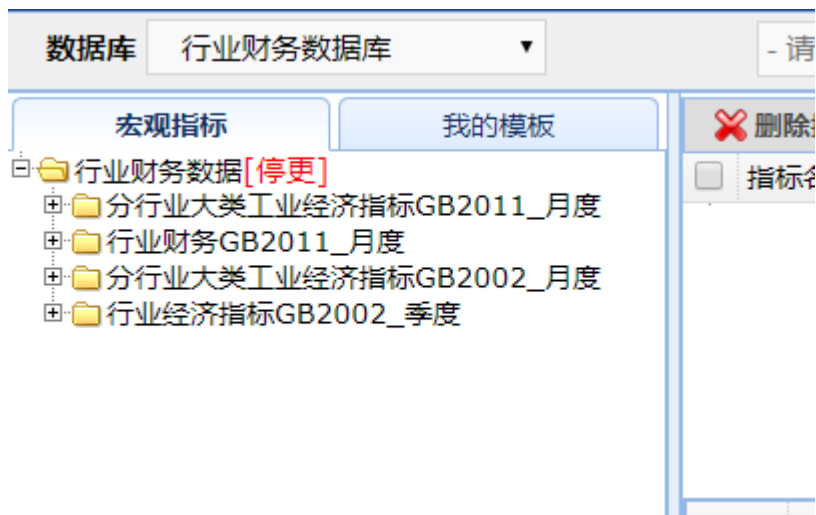 数据库 行业财务数据库 - 请
宏观指标 我的模板 删除
行业财务数据[停更] 指标名
分行业大类工业经济指标GB2011_月度
行业财务GB2011_月度
分行业大类工业经济指标GB2002_月度
行业经济指标GB2002_季度